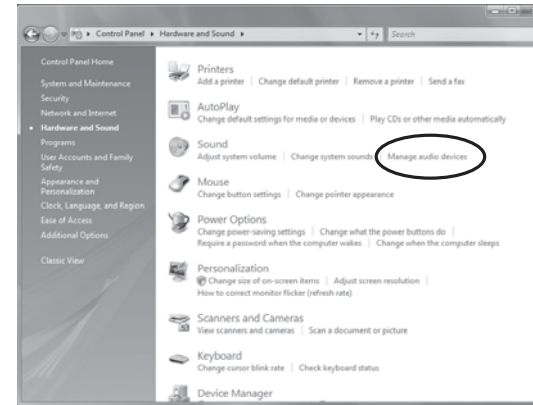 Control Panel ▸ Hardware and Sound ▸
Search
Control Panel Home
System and Maintenance
Security
Network and Internet
Hardware and Sound
Programs
User Accounts and Family
Safety
Appearance and
Personalization
Clock, Language, and Region
Ease of Access
Additional Options
Classic View
Printers
Add a printer | Change default printer | Remove a printer | Send a fax
AutoPlay
Change default settings for media or devices | Play CDs or other media automatically
Sound
Adjust system volume | Change system sounds | Manage audio devices
Mouse
Change button settings | Change pointer appearance
Power Options
Change power-saving settings | Change what the power buttons do |
Require a password when the computer wakes | Change when the computer sleeps
Personalization
Change size of on-screen items | Adjust screen resolution |
How to correct monitor flicker (refresh rate)
Scanners and Cameras
View scanners and cameras | Scan a document or picture
Keyboard
Change cursor blink rate | Check keyboard status
Device Manager